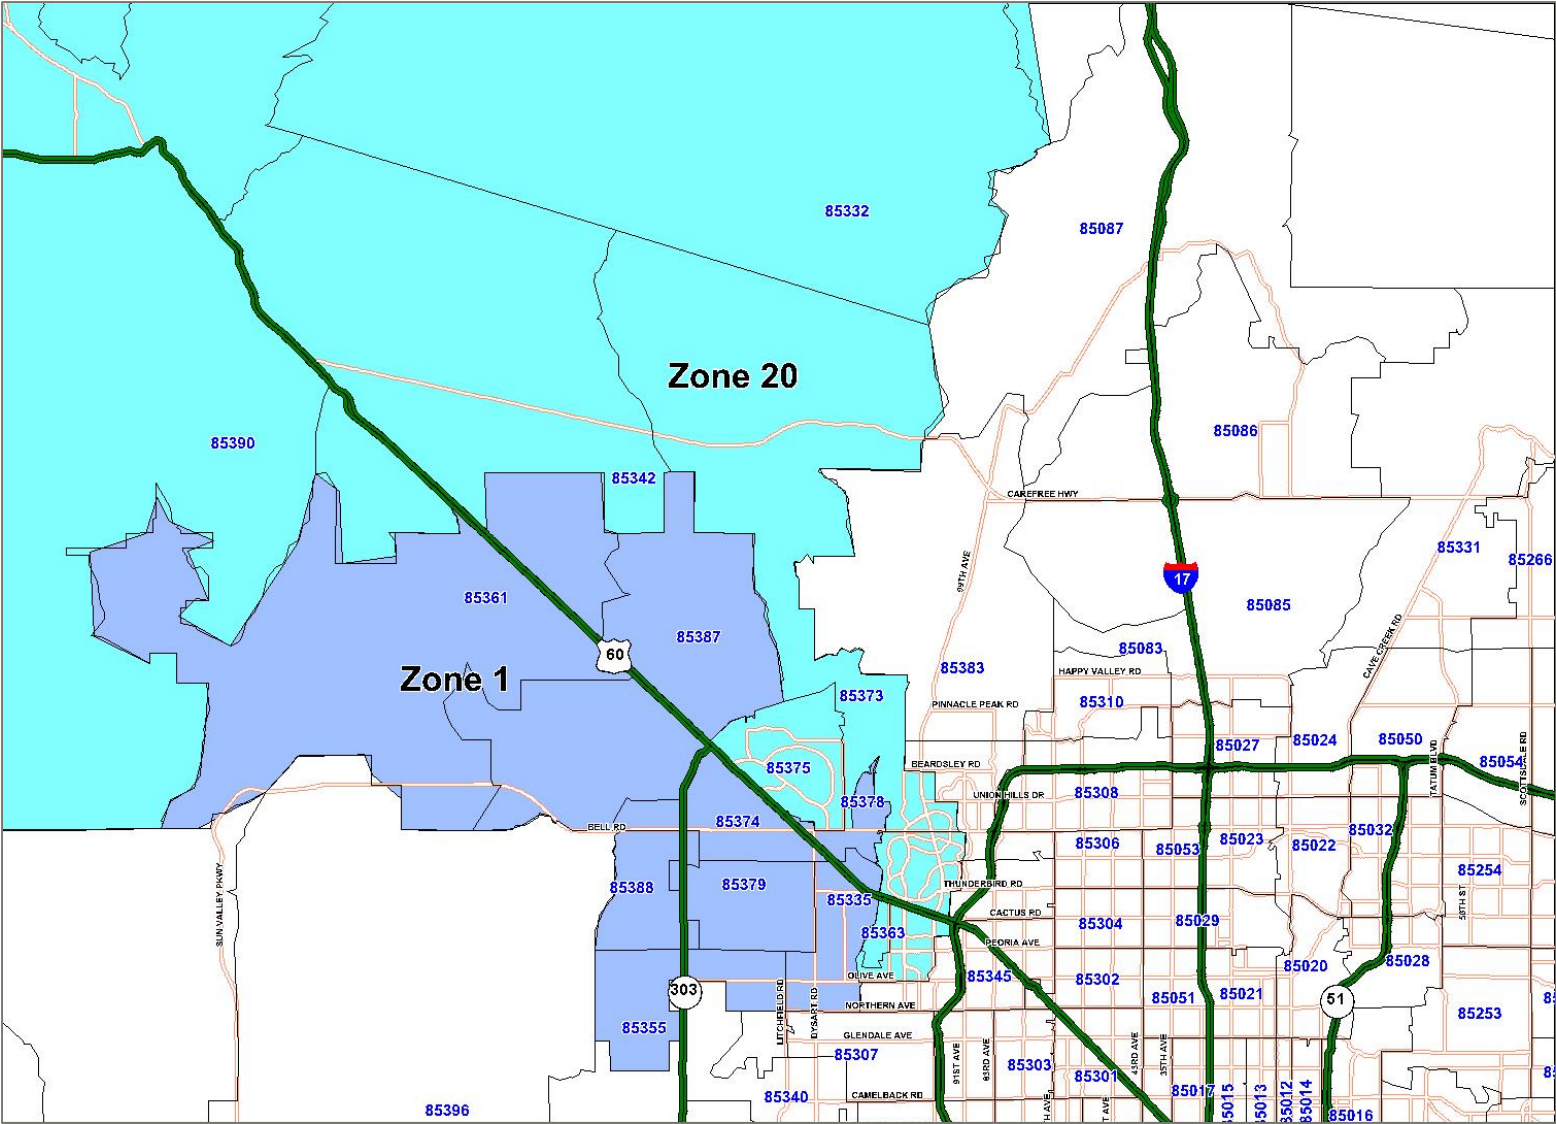 85332
85087
Zone 20
85390
85086
85342
CAREFREE HWY
85331
85266
99TH AVE
17
85361
85085
85387
60
CAVE CREEK RD
85083
85383
HAPPY VALLEY RD
Zone 1
85373
85310
PINNACLE PEAK RD
85027
85024
85050
TATUM BLVD
SCOTTSDALE RD
85375
BEARDSLEY RD
85054
85378
UNION HILLS DR
85308
BELL RD
85374
85306
85053
85023
85022
85032
85388
85379
THUNDERBIRD RD
85254
85335
SUN VALLEY PKWY
CACTUS RD
85304
85029
56TH ST
85363
PEORIA AVE
85020
85028
OLIVE AVE
85345
85302
303
LITCHFIELD RD
DYSART RD
NORTHERN AVE
85051
85021
51
85355
GLENDALE AVE
85253
85307
91ST AVE
83RD AVE
85303
43RD AVE
35TH AVE
85301
85340
CAMELBACK RD
85017
85015
85013
85012
85014
85396
85016